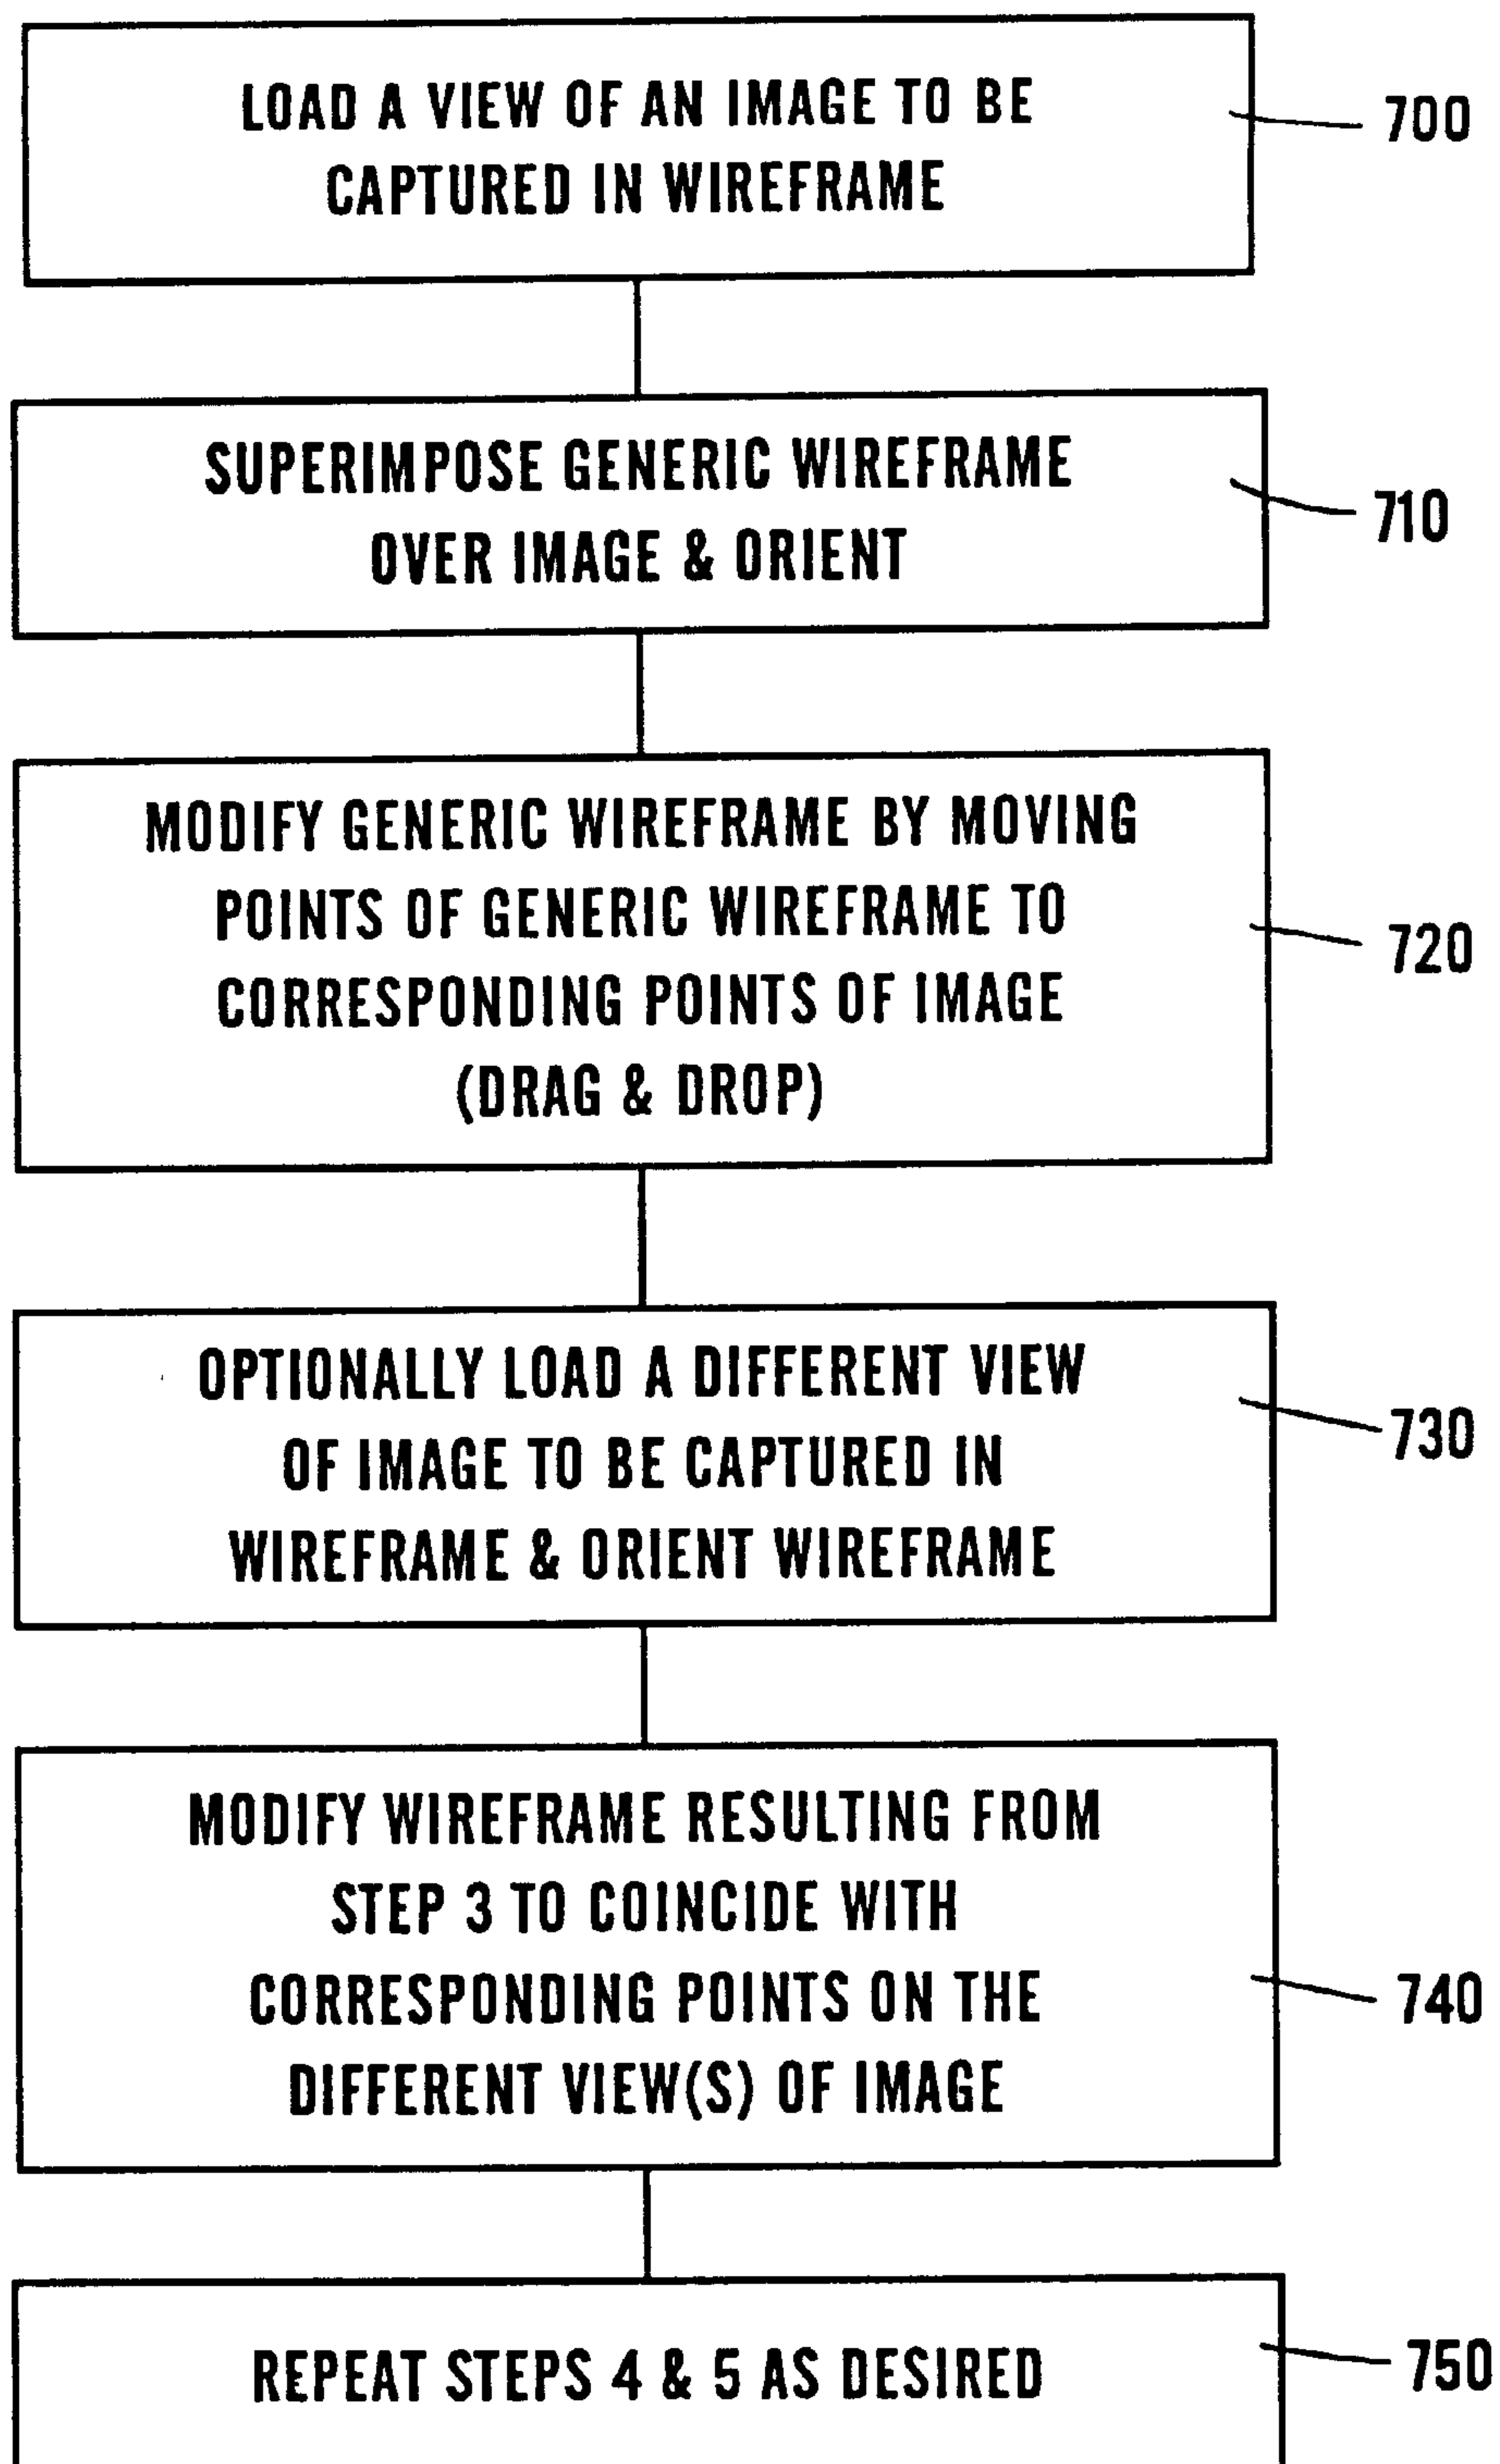 LOAD A VIEW OF AN IMAGE TO BE
CAPTURED IN WIREFRAME
700
SUPERIMPOSE GENERIC WIREFRAME
OVER IMAGE & ORIENT
710
MODIFY GENERIC WIREFRAME BY MOVING
POINTS OF GENERIC WIREFRAME TO
CORRESPONDING POINTS OF IMAGE
(DRAG & DROP)
720
OPTIONALLY LOAD A DIFFERENT VIEW
OF IMAGE TO BE CAPTURED IN
WIREFRAME & ORIENT WIREFRAME
730
MODIFY WIREFRAME RESULTING FROM
STEP 3 TO COINCIDE WITH
CORRESPONDING POINTS ON THE
DIFFERENT VIEW(S) OF IMAGE
740
REPEAT STEPS 4 & 5 AS DESIRED
750